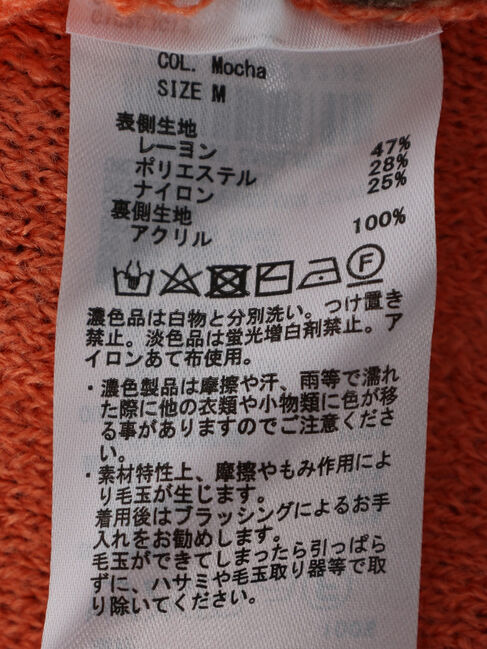 COL. Mocha
SIZE M
表側生地
レーヨン 47%
ポリエステル 28%
ナイロン 25%
裏側生地
アクリル 100%
F
濃色品は白物と分別洗い。つけ置き
禁止。淡色品は蛍光増白剤禁止。ア
イロンあて布使用。
・濃色製品は摩擦や汗、雨等で濡れ
た際に他の衣類や小物類に色が移
る事がありますのでご注意くださ
い。
・素材特性上、摩擦やもみ作用によ
り毛玉が生じます。
着用後はブラッシングによるお手
入れをお勧めします。
毛玉ができてしまったら引っぱら
ずに、ハサミや毛玉取り器等で取
り除いてください。